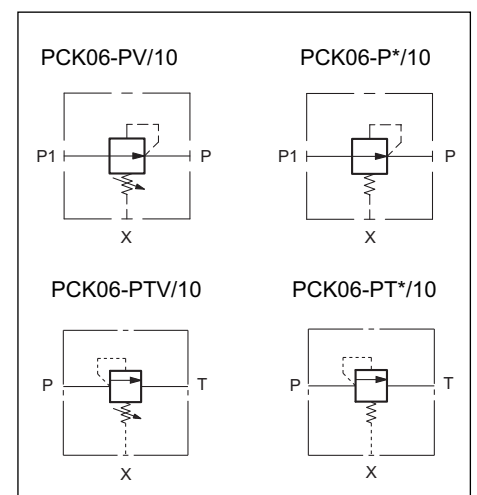 PCK06-PV/10 PCK06-P*/10
P1 P P1 P
X X
PCK06-PTV/10 PCK06-PT*/10
P T P T
X X